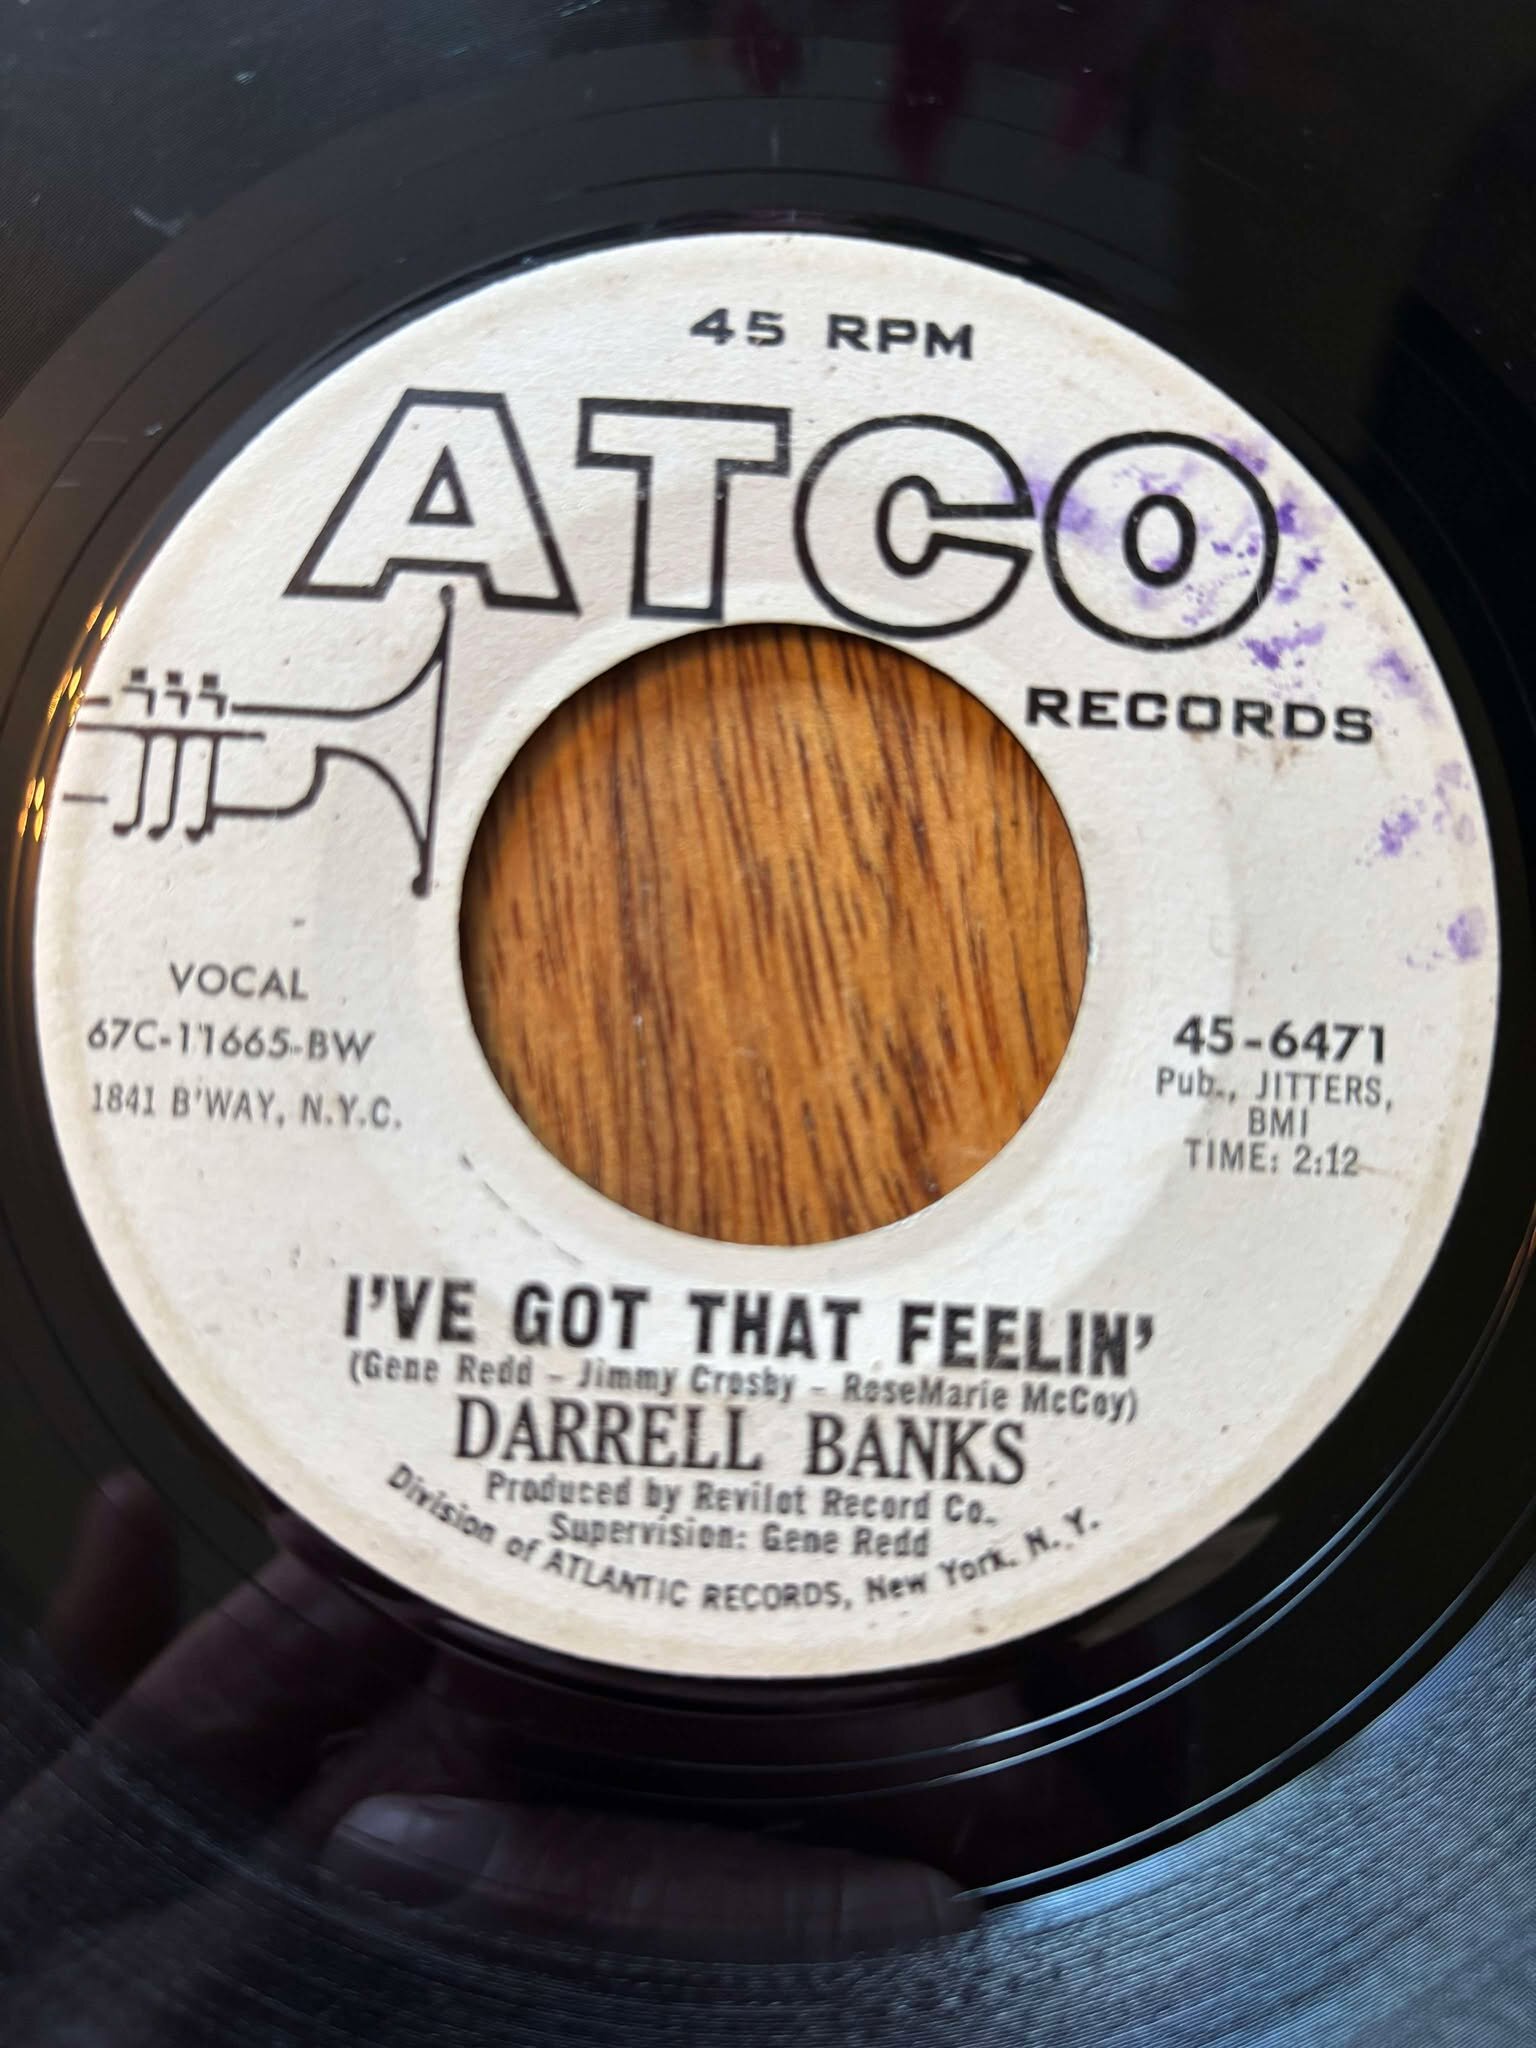 45 RPM
ATCO
RECORDS
VOCAL
67C-11665-BW
1841 B'WAY, N.Y.C.
45-6471
Pub., JITTERS,
BMI
TIME: 2:12
I'VE GOT THAT FEELIN'
(Gene Redd - Jimmy Crosby - RoseMarie McCoy)
DARRELL BANKS
Produced by Revilot Record Co.
Supervision: Gene Redd
Division of ATLANTIC RECORDS, New York, N. Y.